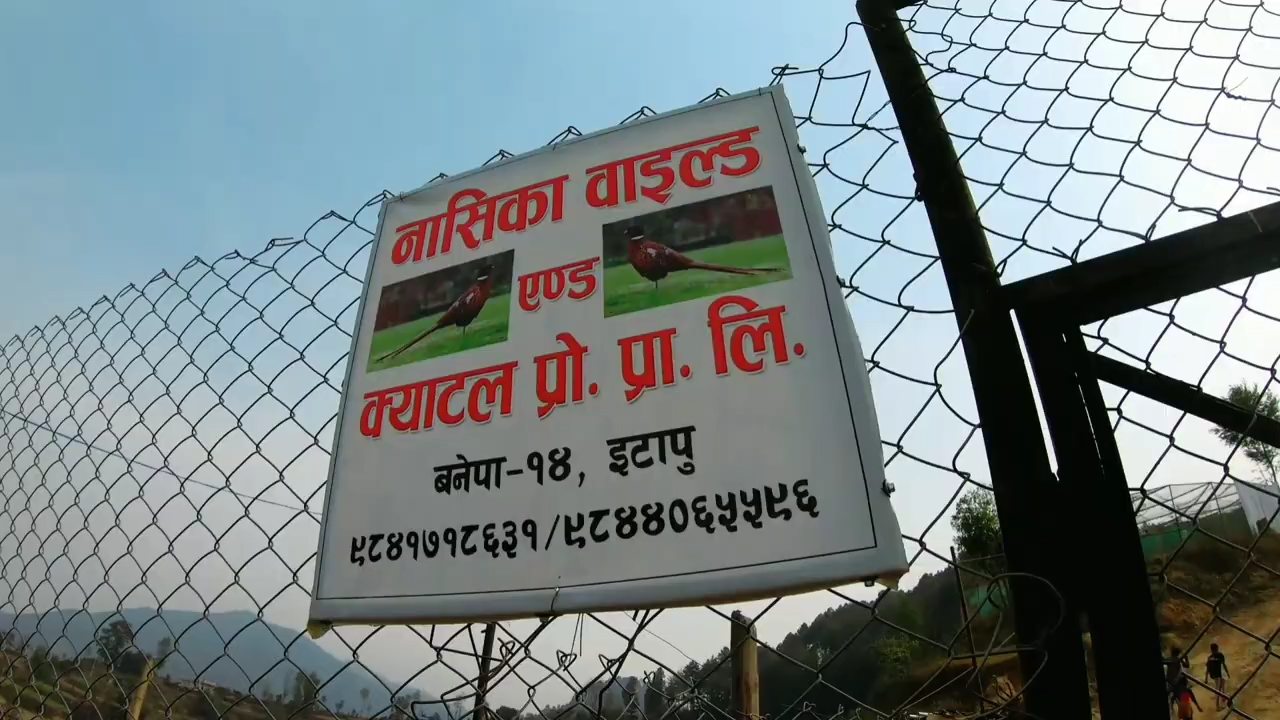 नासिका वाइल्ड
एण्ड
क्याटल प्रो. प्रा. लि.
बनेपा-१४, इटापु
९८४१७१८६३१/९८४४०६५५९६